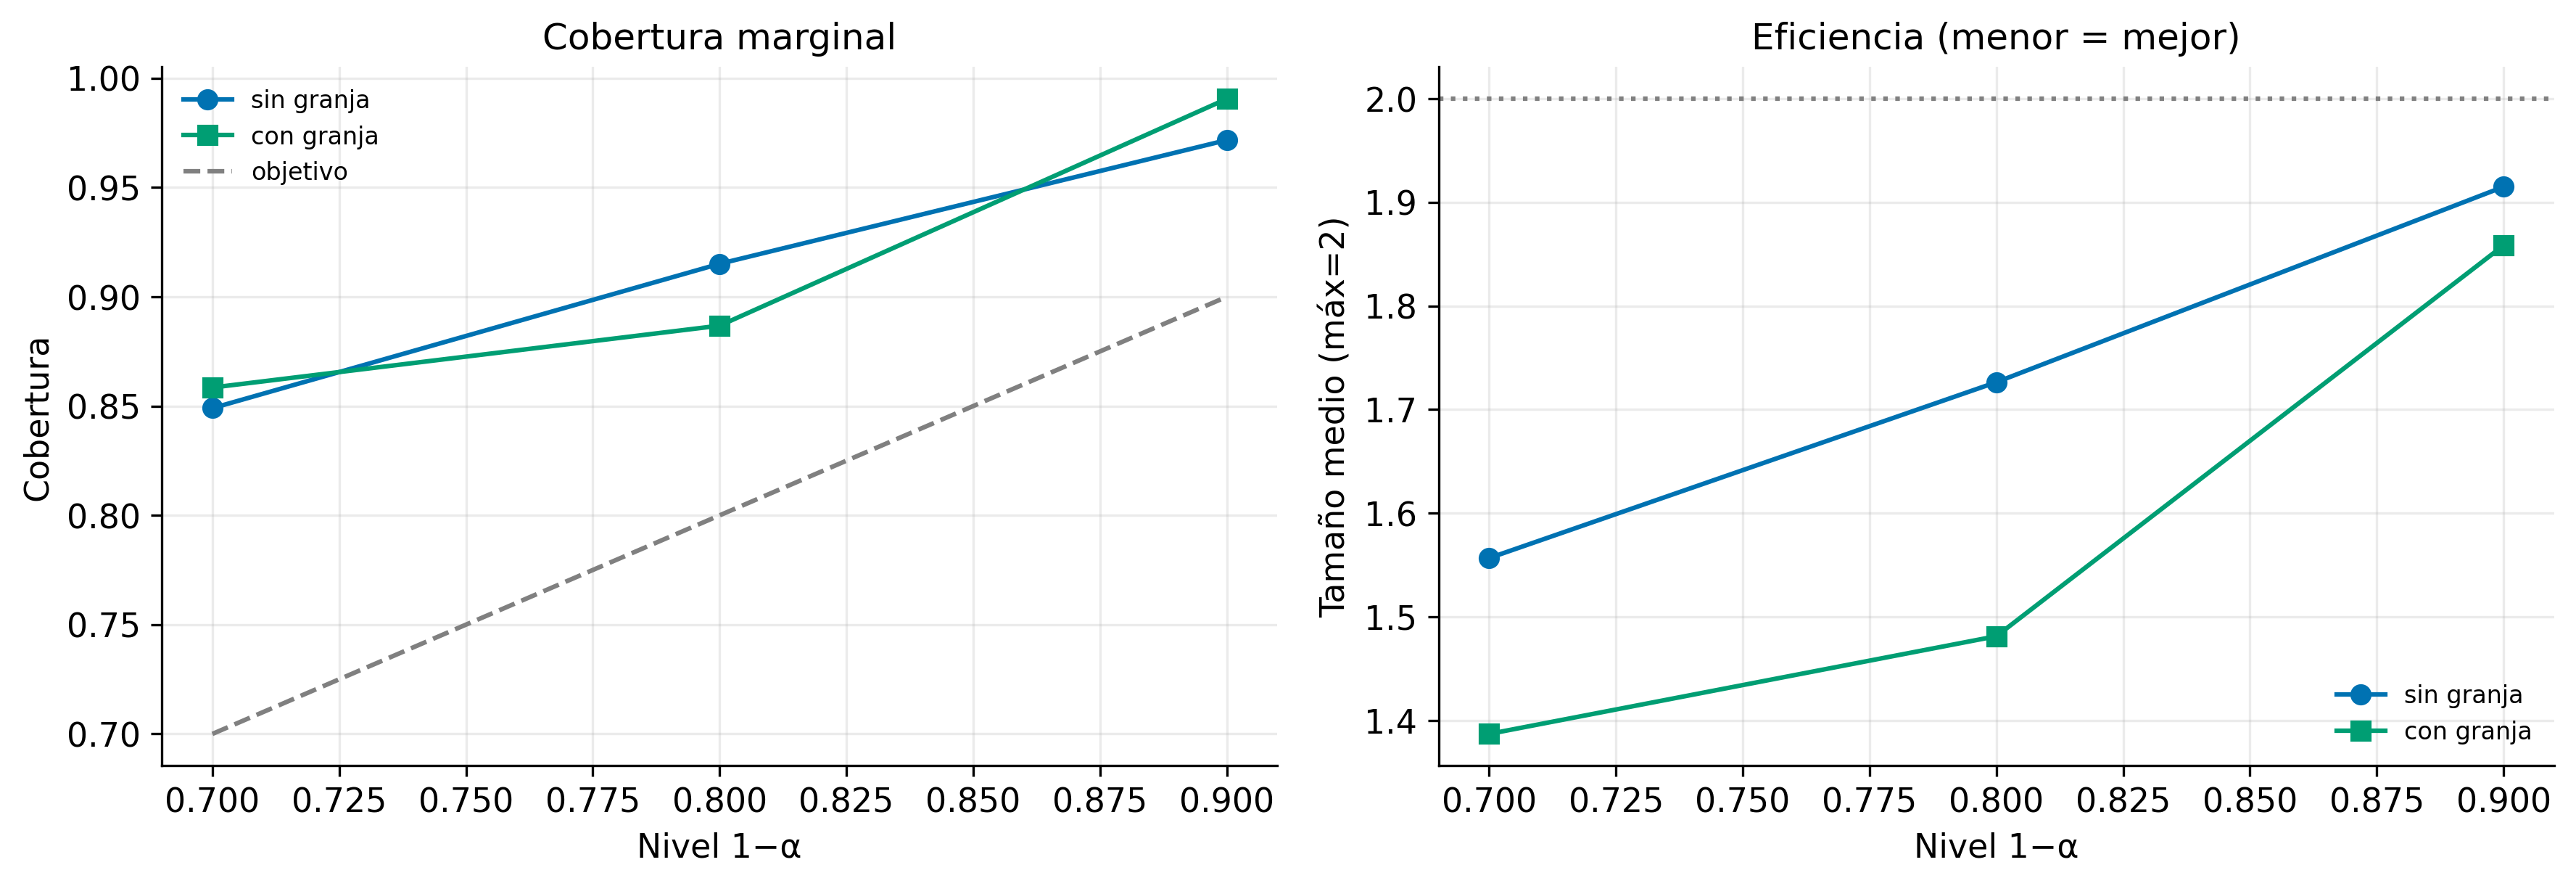 Cobertura marginal
1.00
0.95
0.90
0.85
0.80
0.75
0.70
Cobertura
sin granja
con granja
objetivo
0.700 0.725 0.750 0.775 0.800 0.825 0.850 0.875 0.900
Nivel 1−α
Eficiencia (menor = mejor)
2.0
1.9
1.8
1.7
1.6
1.5
1.4
Tamaño medio (máx=2)
sin granja
con granja
0.700 0.725 0.750 0.775 0.800 0.825 0.850 0.875 0.900
Nivel 1−α